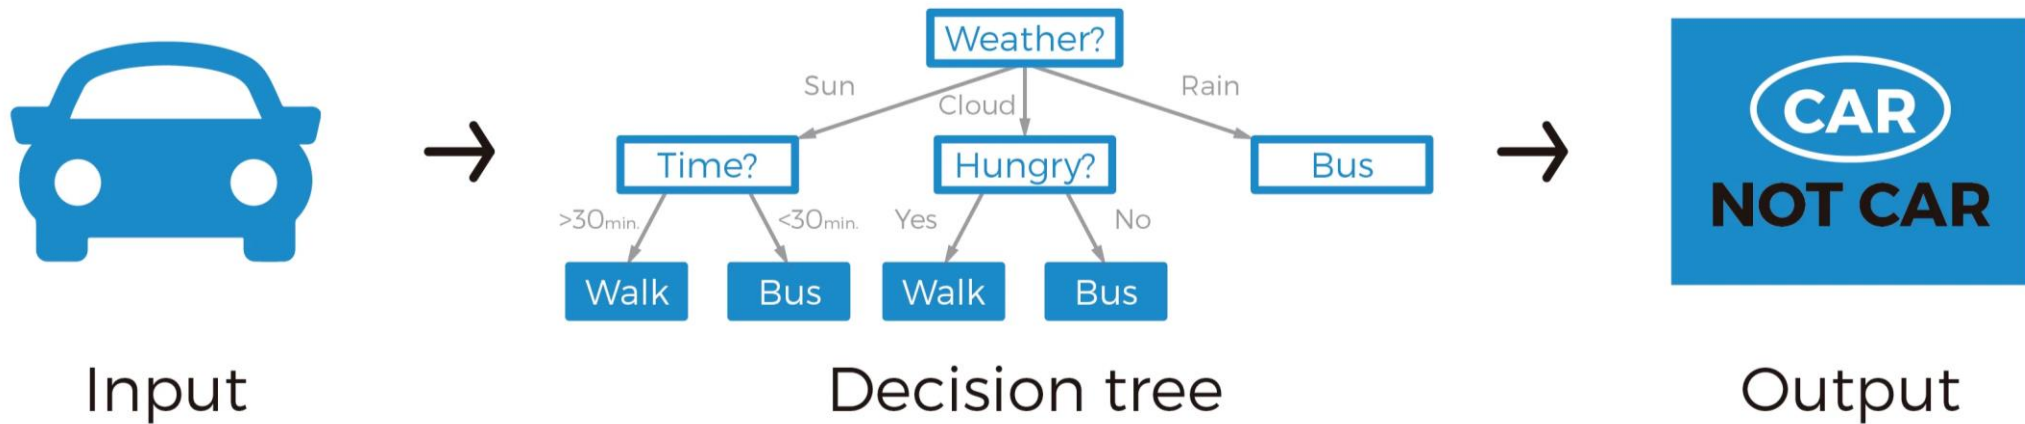 Weather?
Sun
Cloud
Rain
Time?
Hungry?
Bus
>30min.
<30min.
Yes
No
Walk
Bus
Walk
Bus
CAR
NOT CAR
Input
Decision tree
Output